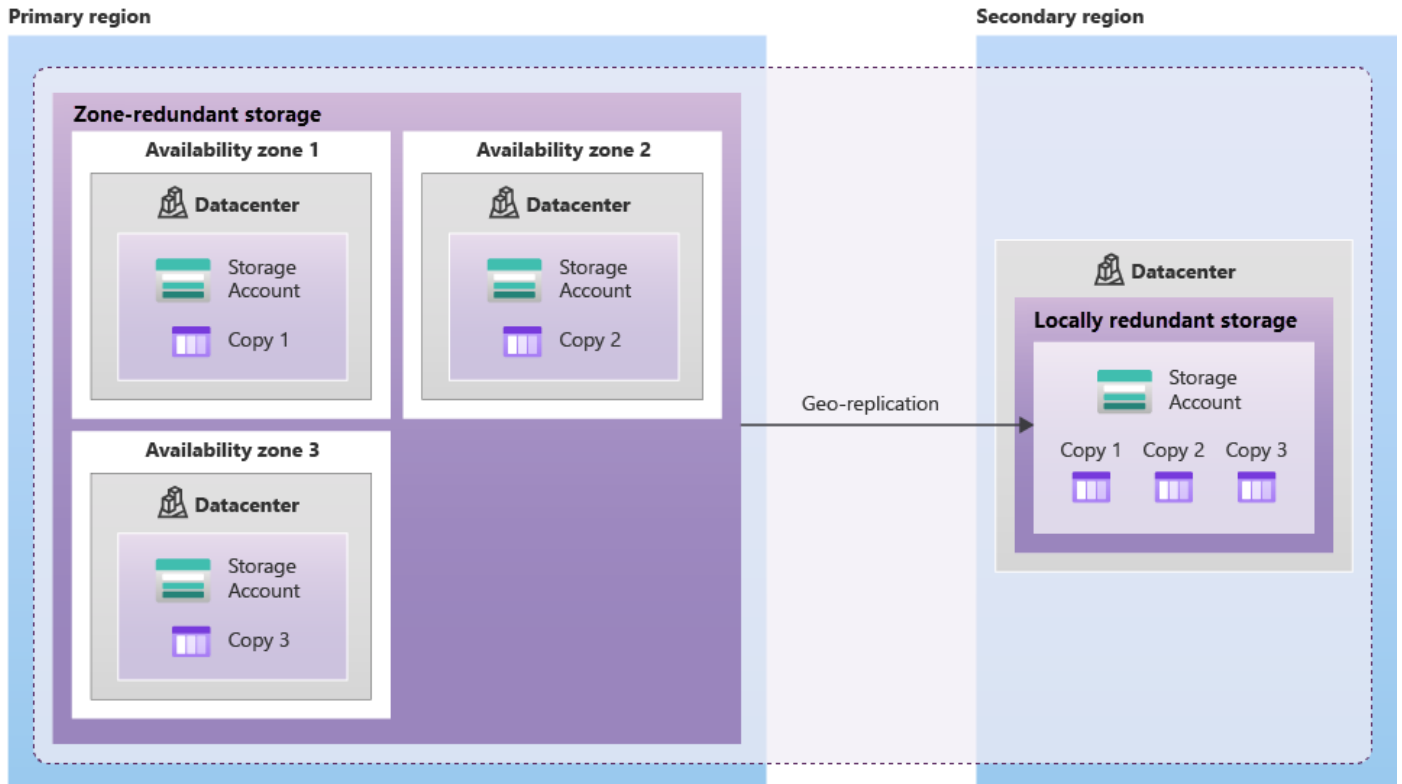 Primary region
Secondary region
Zone-redundant storage
Availability zone 1
Datacenter
Storage
Account
Copy 1
Availability zone 2
Datacenter
Storage
Account
Copy 2
Availability zone 3
Datacenter
Storage
Account
Copy 3
Geo-replication
Datacenter
Locally redundant storage
Storage
Account
Copy 1 Copy 2 Copy 3